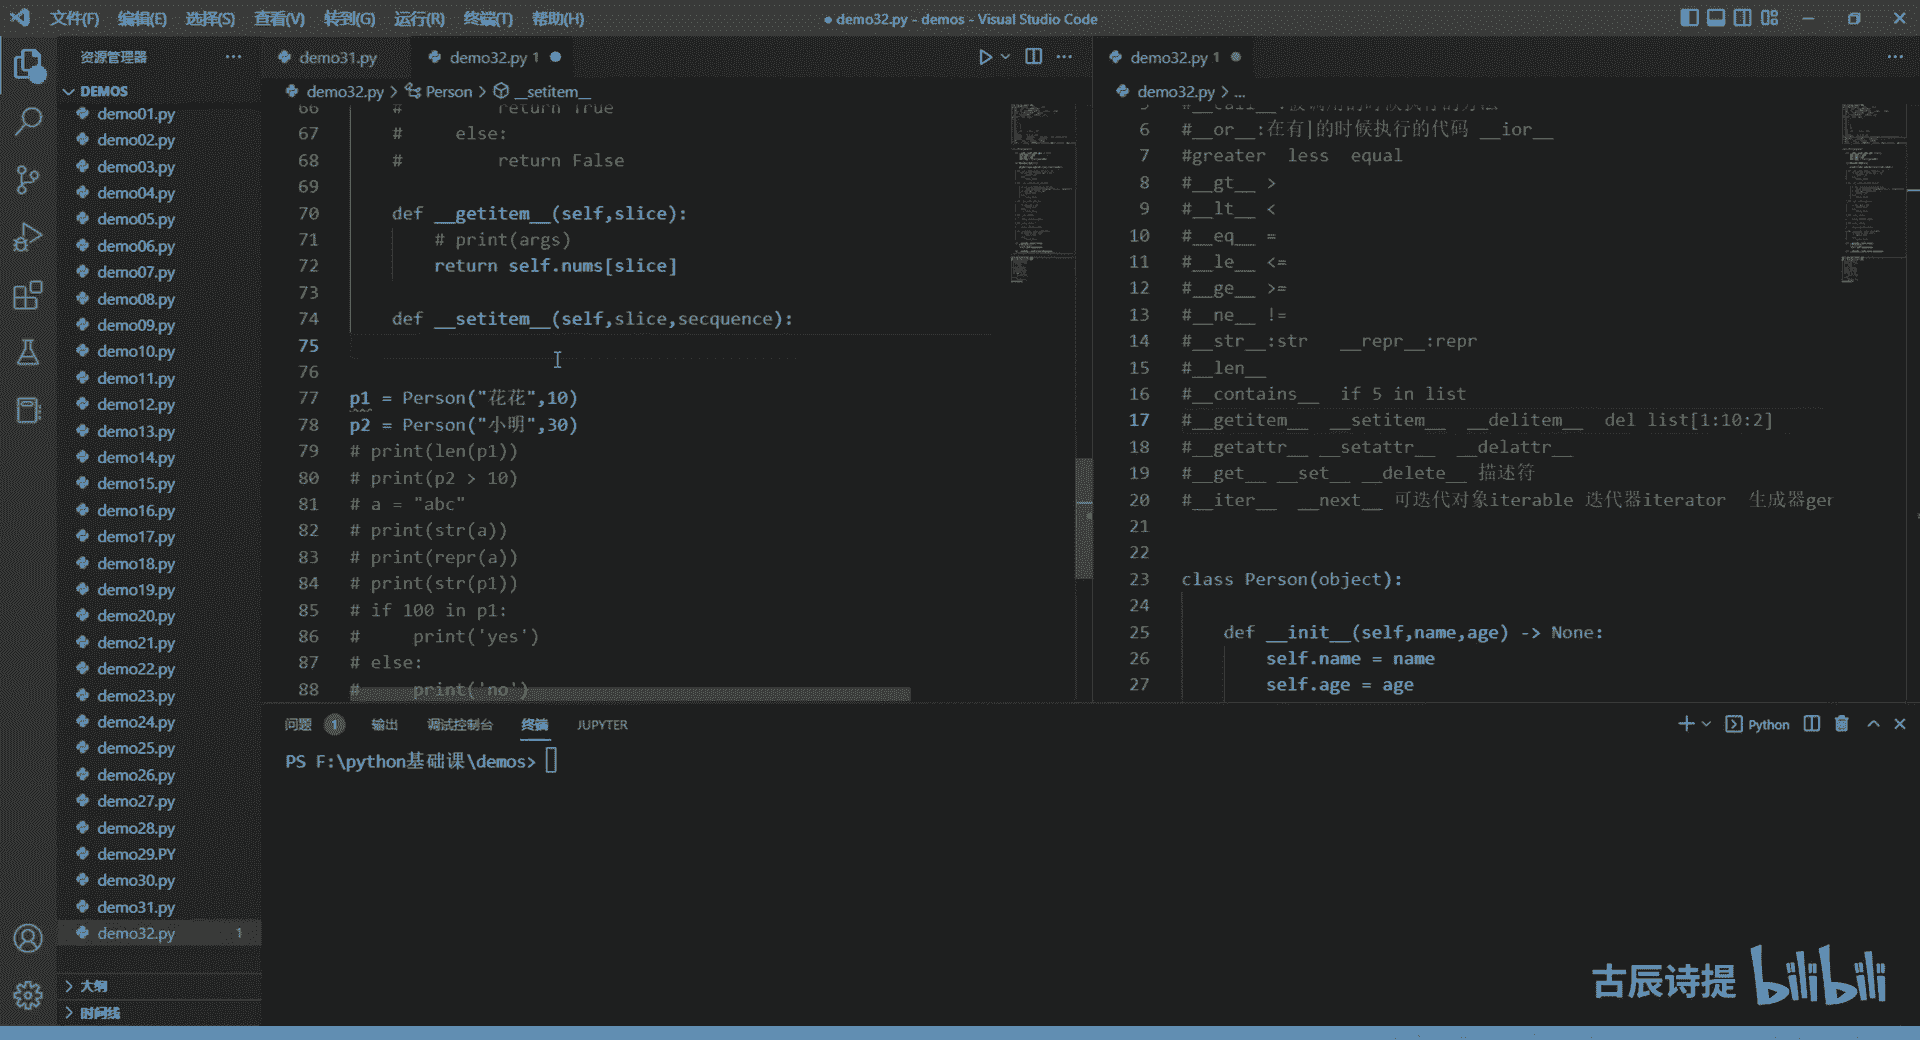 文件(F) 编辑(E) 选择(S) 查看(V) 转到(G) 运行(R) 终端(T) 帮助(H)
● demo32.py - demos - Visual Studio Code
资源管理器
DEMOS
demo01.py
demo02.py
demo03.py
demo04.py
demo05.py
demo06.py
demo07.py
demo08.py
demo09.py
demo10.py
demo11.py
demo12.py
demo13.py
demo14.py
demo15.py
demo16.py
demo17.py
demo18.py
demo19.py
demo20.py
demo21.py
demo22.py
demo23.py
demo24.py
demo25.py
demo26.py
demo27.py
demo28.py
demo29.PY
demo30.py
demo31.py
demo32.py 1
大纲
时间线
demo31.py demo32.py 1
demo32.py > Person > __setitem__
66 # return True
67 # else:
68 # return False
69
70 def __getitem__(self,slice):
71 # print(args)
72 return self.nums[slice]
73
74 def __setitem__(self,slice,secquence):
75
76
77 p1 = Person("花花",10)
78 p2 = Person("小明",30)
79 # print(len(p1))
80 # print(p2 > 10)
81 # a = "abc"
82 # print(str(a))
83 # print(repr(a))
84 # print(str(p1))
85 # if 100 in p1:
86 # print('yes')
87 # else:
88 # print('no')
demo32.py 1
demo32.py > ...
6 #__or__:在有|的时候执行的代码 __ior__
7 #greater less equal
8 #__gt__ >
9 #__lt__ <
10 #__eq__ =
11 #__le__ <=
12 #__ge__ >=
13 #__ne__ !=
14 #__str__:str __repr__:repr
15 #__len__
16 #__contains__ if 5 in list
17 #__getitem__ __setitem__ __delitem__ del list[1:10:2]
18 #__getattr__ __setattr__ __delattr__
19 #__get__ __set__ __delete__ 描述符
20 #__iter__ __next__ 可迭代对象iterable 迭代器iterator 生成器ger
21
22
23 class Person(object):
24
25 def __init__(self,name,age) -> None:
26 self.name = name
27 self.age = age
问题 1 输出 调试控制台 终端 JUPYTER
Python
PS F:\python基础课\demos>
古辰诗提 bilibili